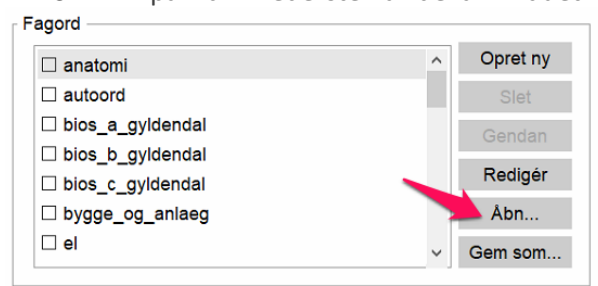 Fagord
anatomi
autoord
bios_a_gyldendal
bios_b_gyldendal
bios_c_gyldendal
bygge_og_anlaeg
el
Opret ny
Slet
Gendan
Redigér
Åbn...
Gem som...